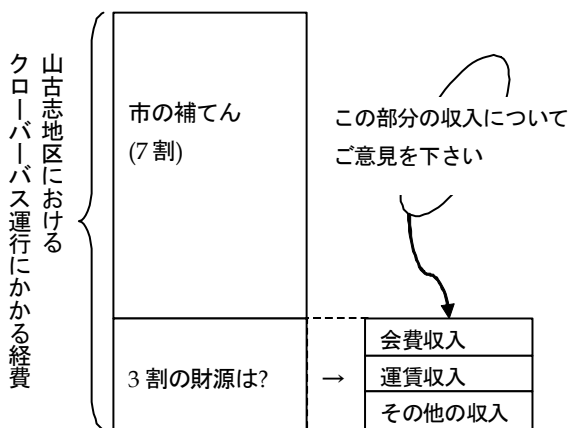 山古志地区における
クローバーバス運行にかかる経費
市の補てん
(7 割)
この部分の収入について
ご意見を下さい
3 割の財源は?
→
会費収入
運賃収入
その他の収入